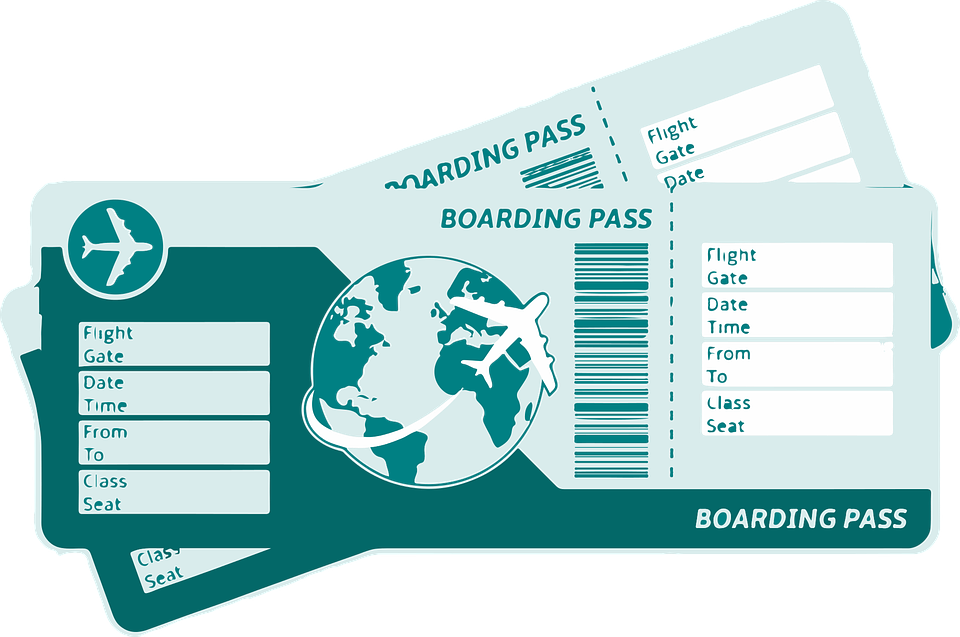 BOARDING PASS
Flight
Gate
Date
BOARDING PASS
Flight
Gate
Date
Time
From
To
Class
Seat
Flight
Gate
Date
Time
From
To
Class
Seat
BOARDING PASS
Class
Seat